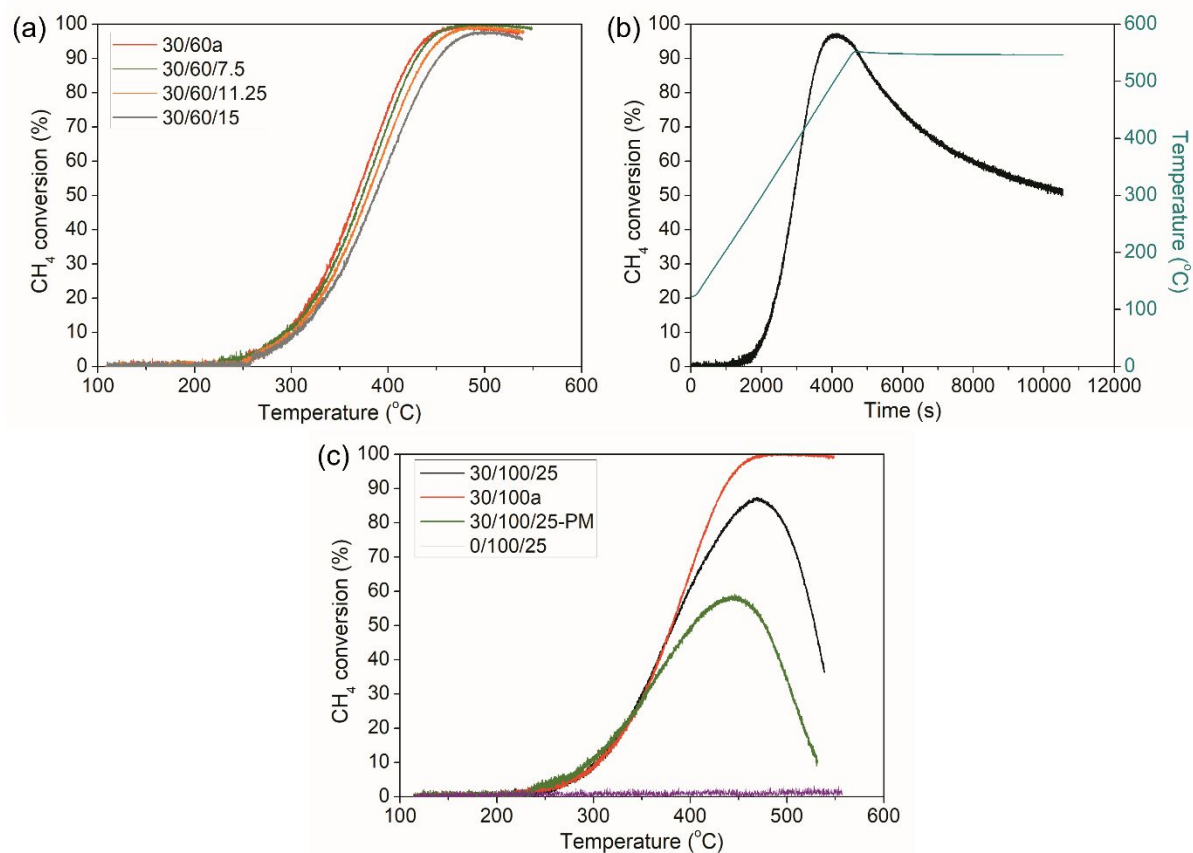 (a)
100
90
80
70
60
50
40
30
20
10
0
CH₄ conversion (%)
30/60a
30/60/7.5
30/60/11.25
30/60/15
100 200 300 400 500 600
Temperature (°C)
(b)
100
90
80
70
60
50
40
30
20
10
0
CH₄ conversion (%)
600
500
400
300
200
100
0
Temperature (°C)
0 2000 4000 6000 8000 10000 12000
Time (s)
(c)
100
90
80
70
60
50
40
30
20
10
0
CH₄ conversion (%)
30/100/25
30/100a
30/100/25-PM
0/100/25
100 200 300 400 500 600
Temperature (°C)